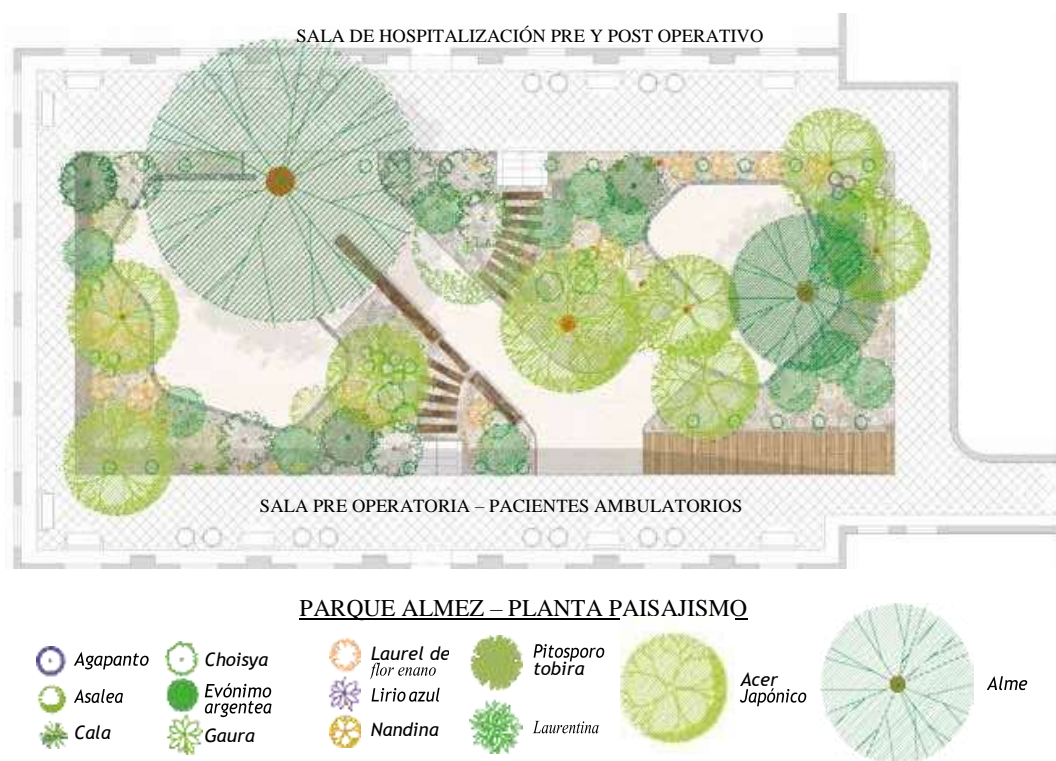 SALA DE HOSPITALIZACIÓN PRE Y POST OPERATIVO
SALA PRE OPERATORIA – PACIENTES AMBULATORIOS
PARQUE ALMEZ – PLANTA PAISAJISMO
Agapanto
Asalea
Cala
Choisya
Evónimo
argentea
Gaura
Laurel de
flor enano
Lirio azul
Nandina
Pitosporo
tobira
Laurentina
Acer
Japónico
Alme